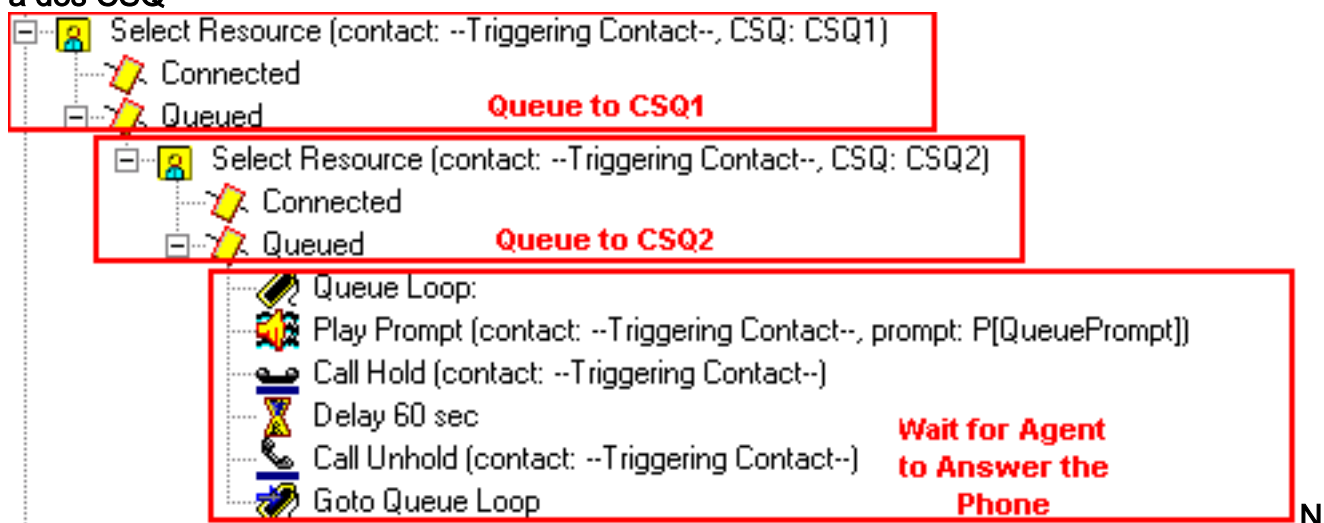 a dos CSQ
Select Resource (contact: --Triggering Contact--, CSQ: CSQ1)
Connected
Queued
Queue to CSQ1
Select Resource (contact: --Triggering Contact--, CSQ: CSQ2)
Connected
Queued
Queue to CSQ2
Queue Loop:
Play Prompt (contact: --Triggering Contact--, prompt: P[QueuePrompt])
Call Hold (contact: --Triggering Contact--)
Delay 60 sec
Call Unhold (contact: --Triggering Contact--)
Goto Queue Loop
Wait for Agent
to Answer the
Phone
N